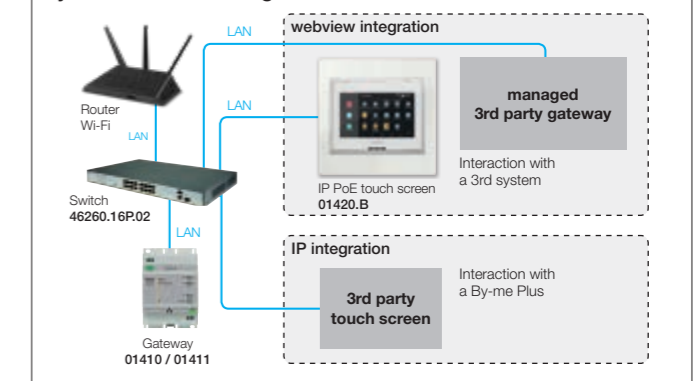 LAN
webview integration
Router
Wi-Fi
LAN
LAN
managed
3rd party gateway
Interaction with
a 3rd system
IP PoE touch screen
01420.B
Switch
46260.16P.02
LAN
IP integration
3rd party
touch screen
Interaction with
a By-me Plus
Gateway
01410 / 01411